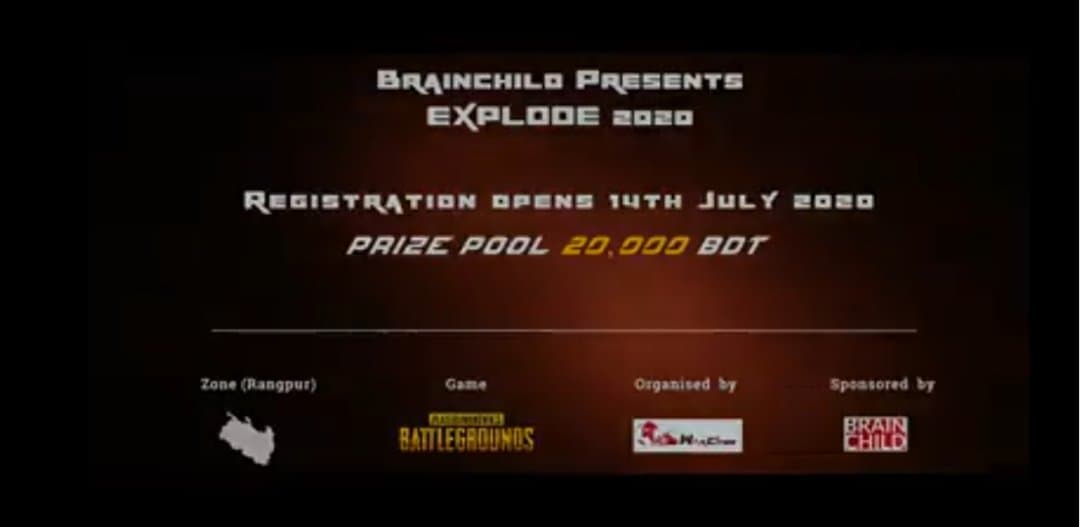 BRAINCHILD PRESENTS
EXPLODE 2020
REGISTRATION OPENS 14TH JULY 2020
PRIZE POOL 20,000 BDT
Zone (Rangpur)
Game
Organised by
Sponsored by
PLAYERUNKNOWN'S
BATTLEGROUNDS
BRAIN
CHILD